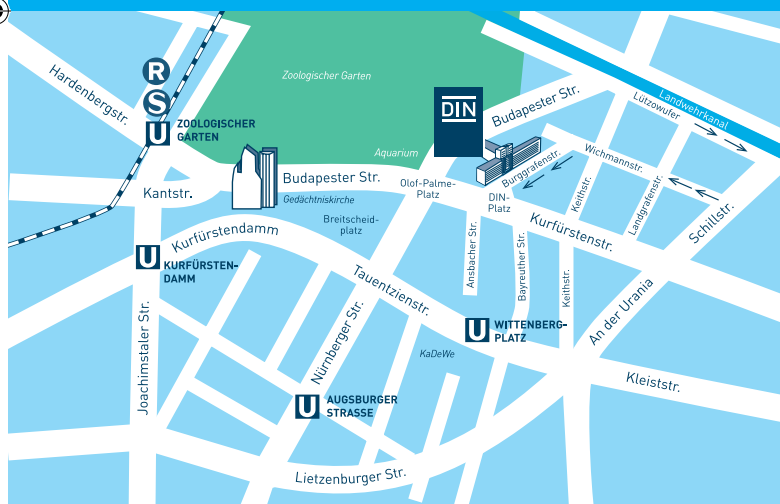 Hardenbergstr.
Zoologischer Garten
R
S
U
ZOOLOGISCHER
GARTEN
DIN
Budapester Str.
Landwehrkanal
Lützowufer
Wichmannstr.
Aquarium
Burggrafenstr.
Kantstr.
Budapester Str.
Gedächtniskirche
Olof-Palme-
Platz
DIN-
Platz
Keithstr.
Landgrafenstr.
Schillstr.
Breitscheid-
platz
Kurfürstenstr.
Kurfürstendamm
U
KURFÜRSTEN-
DAMM
Tauentzienstr.
Ansbacher Str.
Bayreuther Str.
Keithstr.
An der Urania
Joachimstaler Str.
Nürnberger Str.
U
WITTENBERG-
PLATZ
KaDeWe
Kleiststr.
U
AUGSBURGER
STRASSE
Lietzenburger Str.